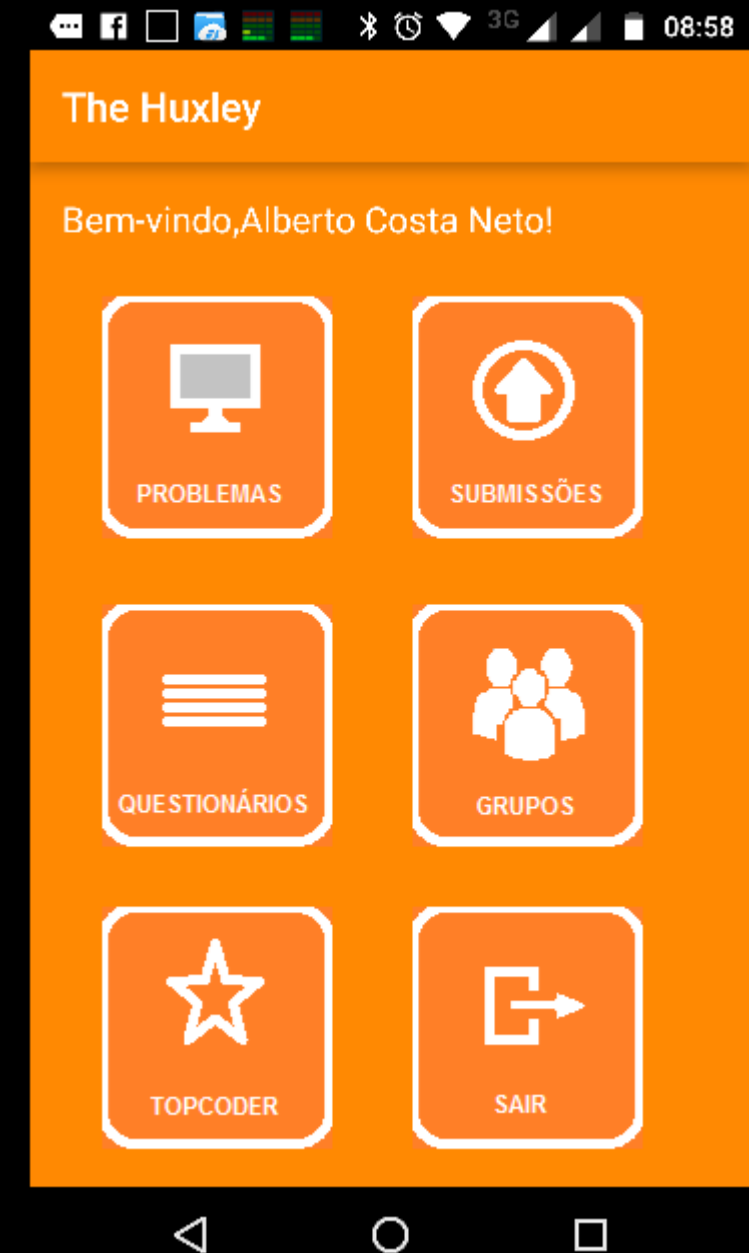 3G 08:58
The Huxley
Bem-vindo,Alberto Costa Neto!
PROBLEMAS SUBMISSÕES
QUESTIONÁRIOS GRUPOS
TOPCODER SAIR